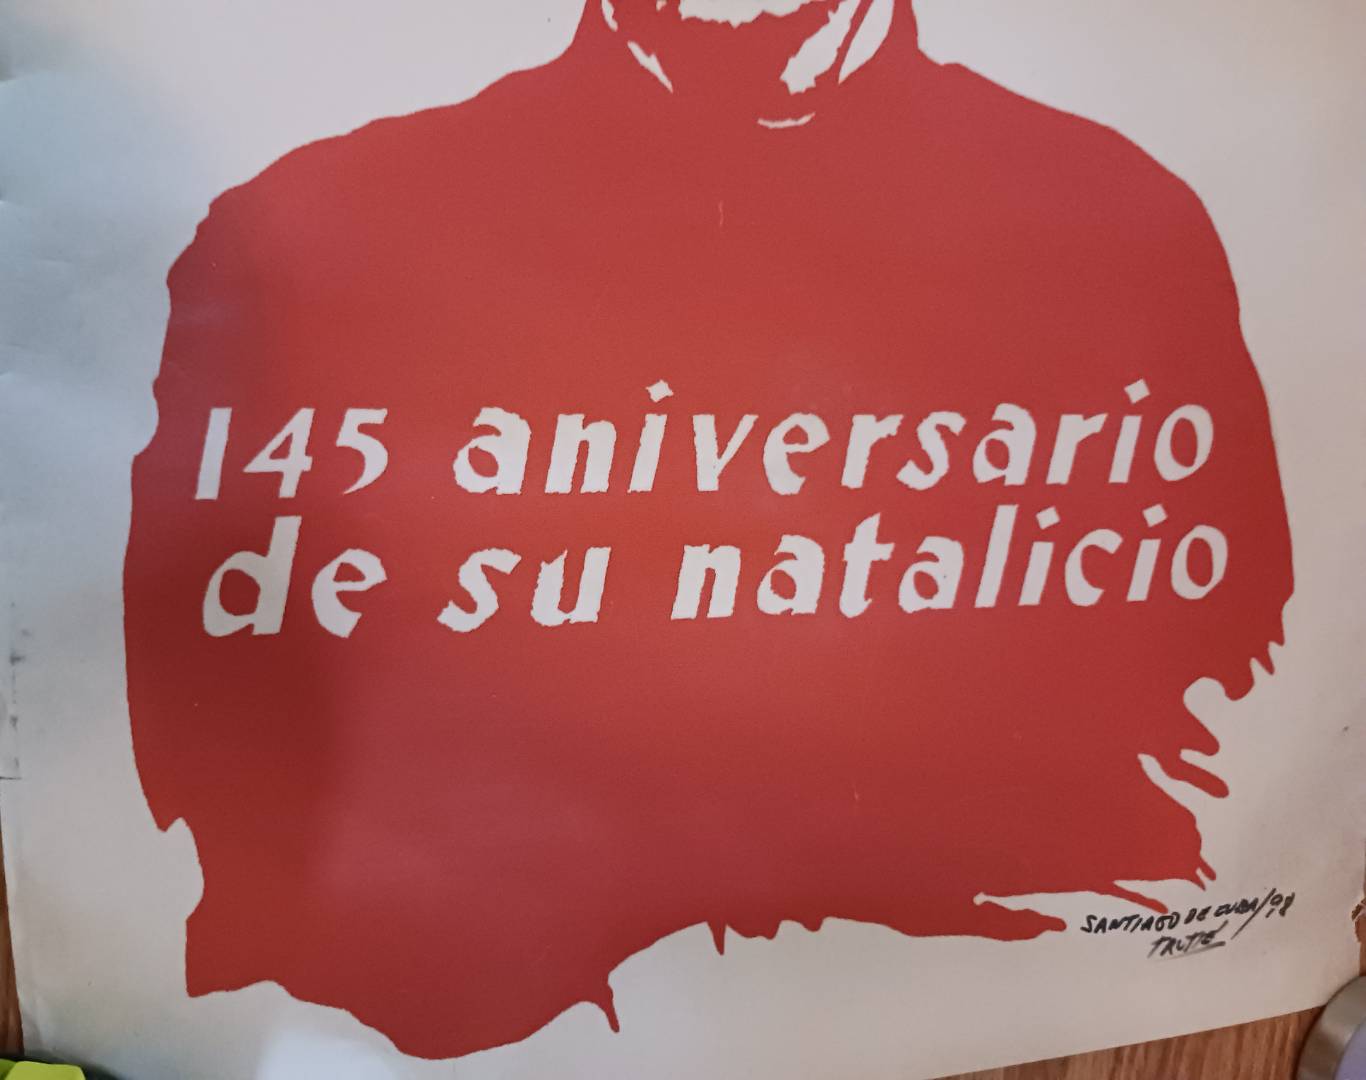 145 aniversario
de su natalicio
SANTIAGO DE CUBA/98